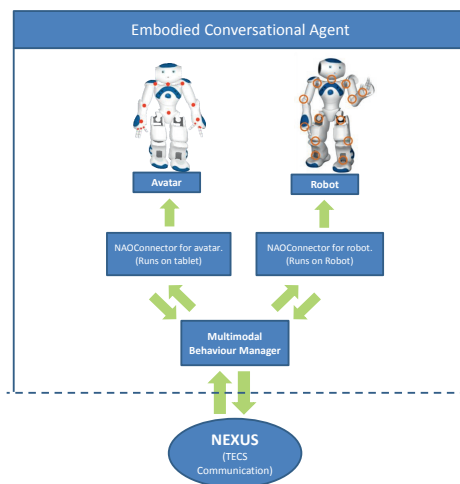 Embodied Conversational Agent
Avatar
Robot
NAOConnector for avatar.
(Runs on tablet)
NAOConnector for robot.
(Runs on Robot)
Multimodal
Behaviour Manager
NEXUS
(TECS
Communication)